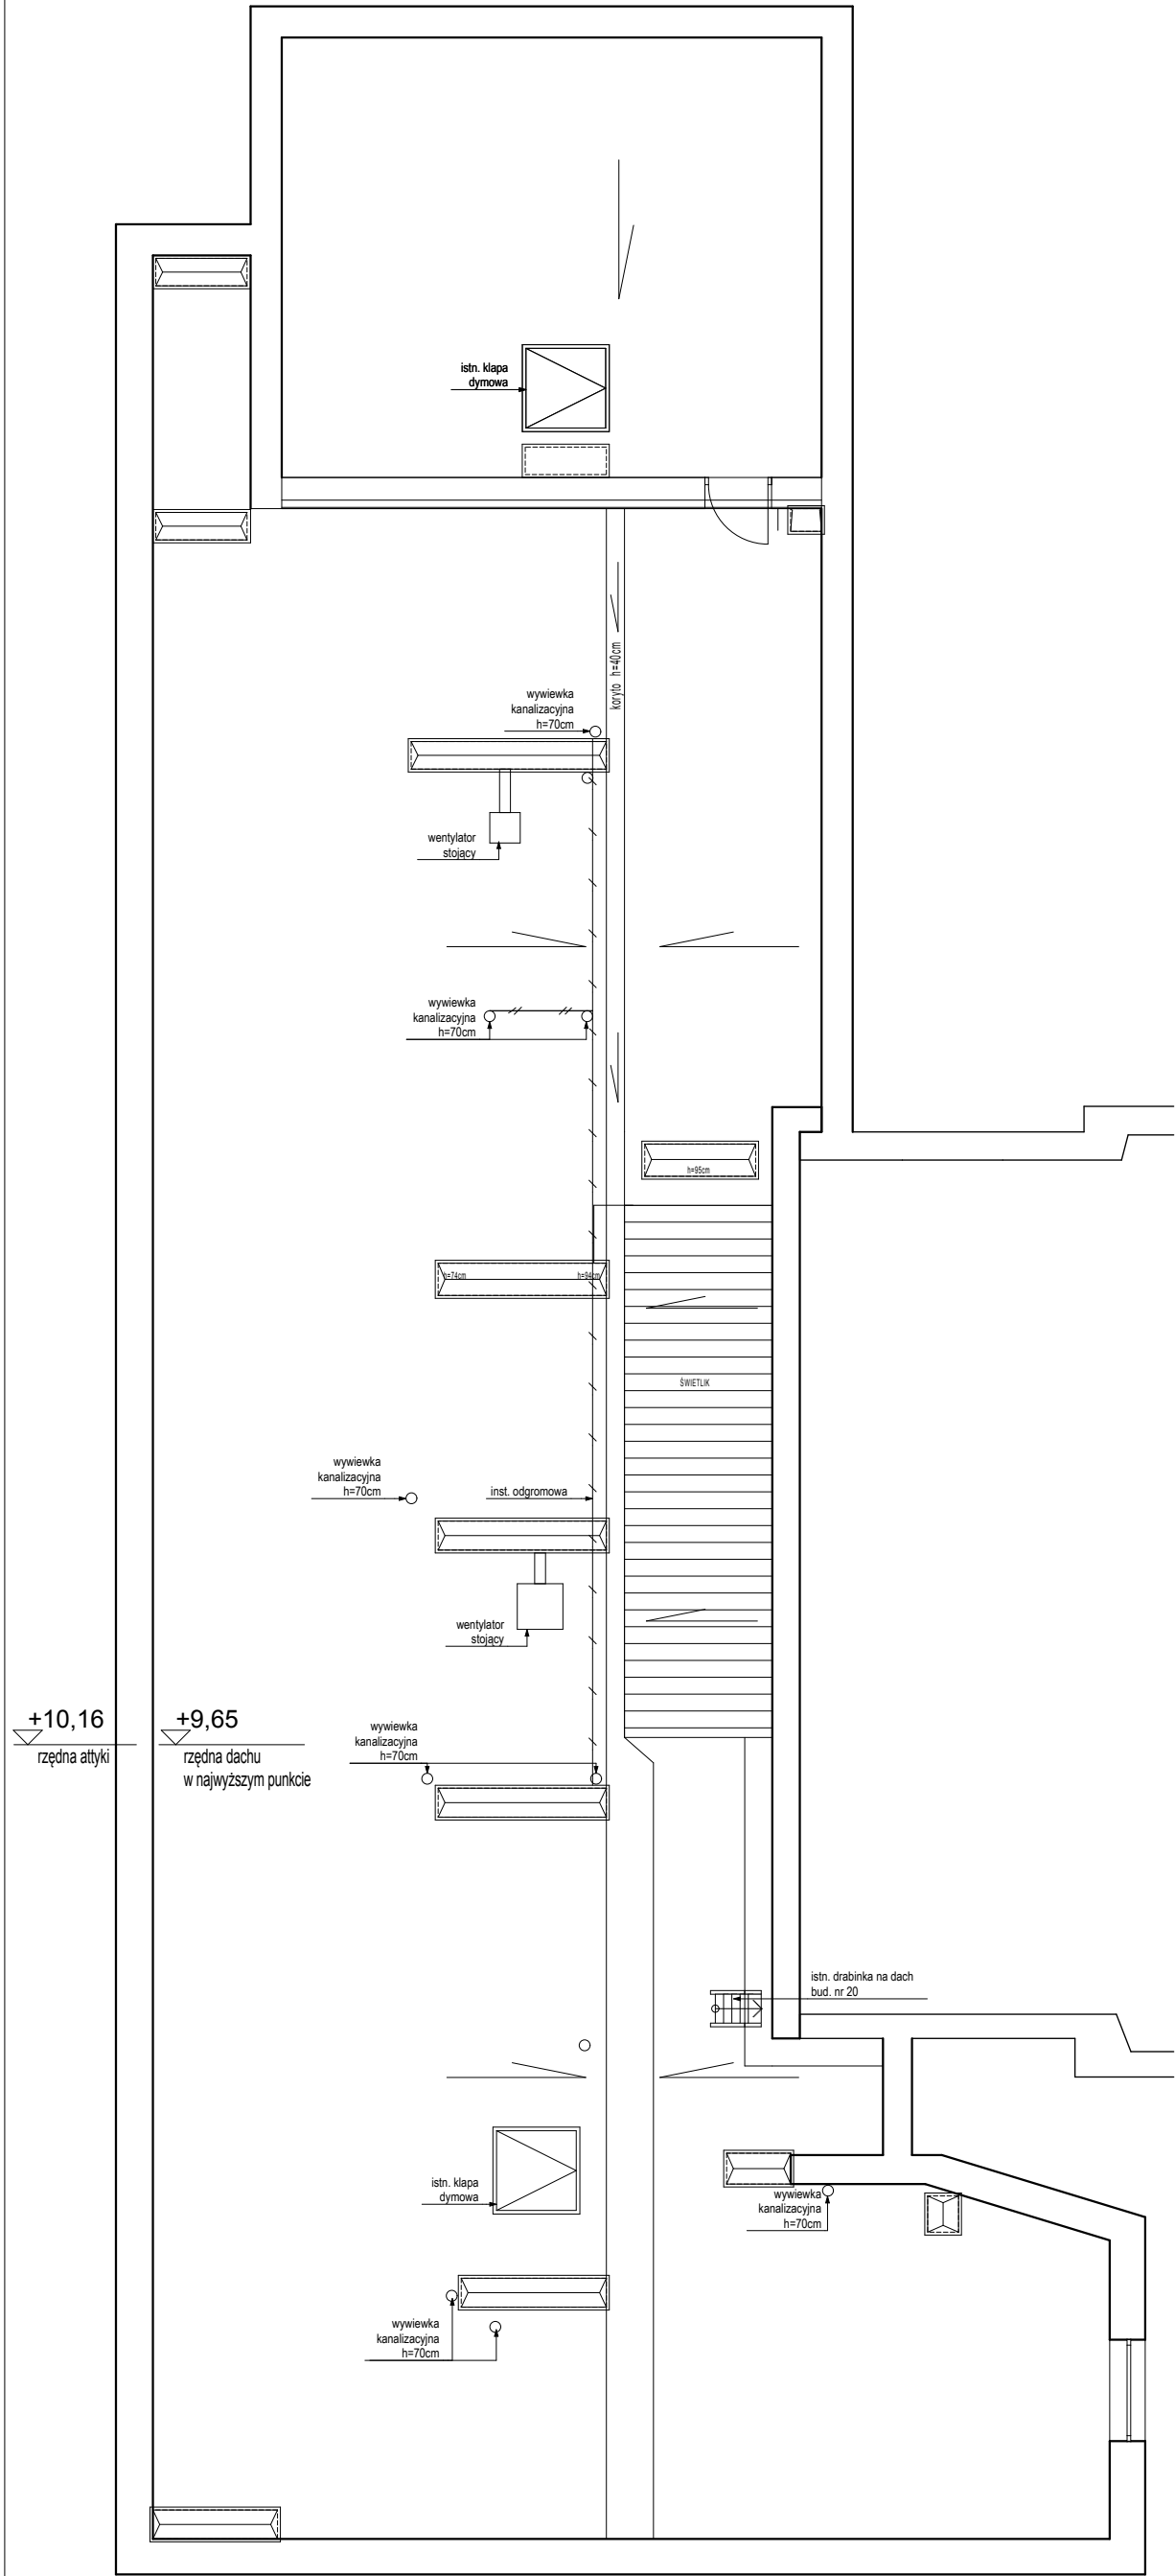 istn. klapa
dymowa
koryto h=40cm
wywiewka
kanalizacyjna
h=70cm
wentylator
stojący
wywiewka
kanalizacyjna
h=70cm
h=95cm
h=74cm
h=94cm
ŚWIETLIK
wywiewka
kanalizacyjna
h=70cm
inst. odgromowa
wentylator
stojący
+10,16
rzędna attyki
+9,65
rzędna dachu
w najwyższym punkcie
wywiewka
kanalizacyjna
h=70cm
istn. drabinka na dach
bud. nr 20
istn. klapa
dymowa
wywiewka
kanalizacyjna
h=70cm
wywiewka
kanalizacyjna
h=70cm